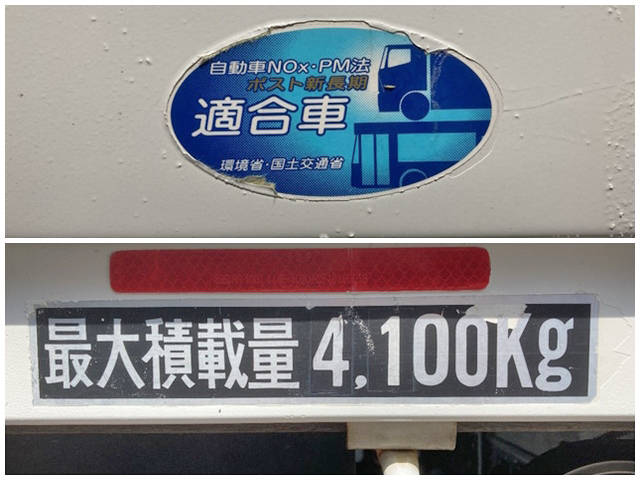 自動車NOx・PM法
ポスト新長期
適合車
環境省・国土交通省
最大積載量 4,100Kg